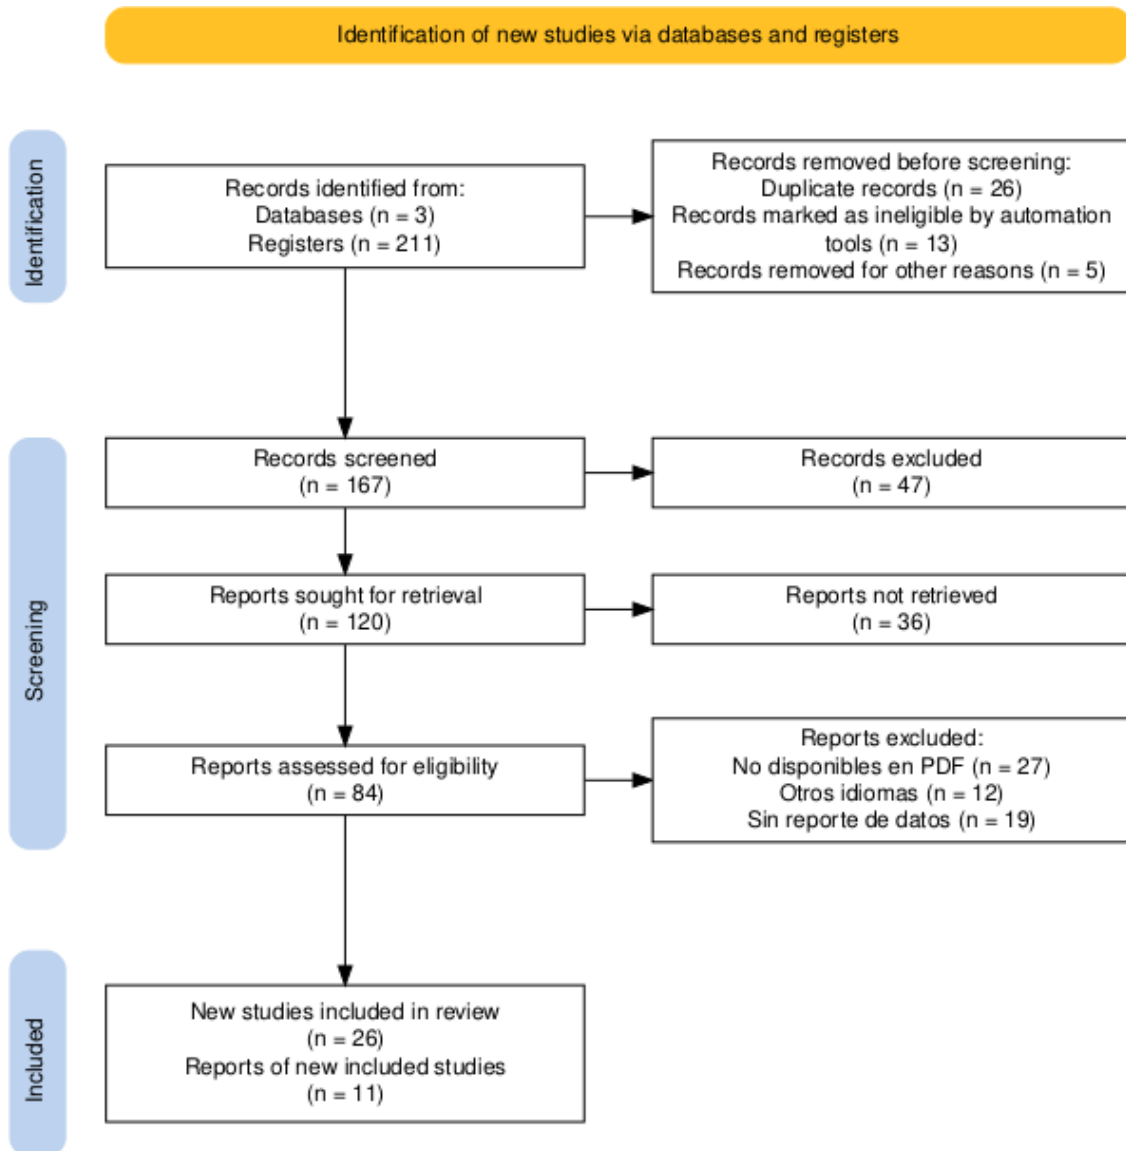 Identification of new studies via databases and registers
Identification
Records identified from:
Databases (n = 3)
Registers (n = 211)
Records removed before screening:
Duplicate records (n = 26)
Records marked as ineligible by automation
tools (n = 13)
Records removed for other reasons (n = 5)
Screening
Records screened
(n = 167)
Records excluded
(n = 47)
Reports sought for retrieval
(n = 120)
Reports not retrieved
(n = 36)
Reports assessed for eligibility
(n = 84)
Reports excluded:
No disponibles en PDF (n = 27)
Otros idiomas (n = 12)
Sin reporte de datos (n = 19)
Included
New studies included in review
(n = 26)
Reports of new included studies
(n = 11)